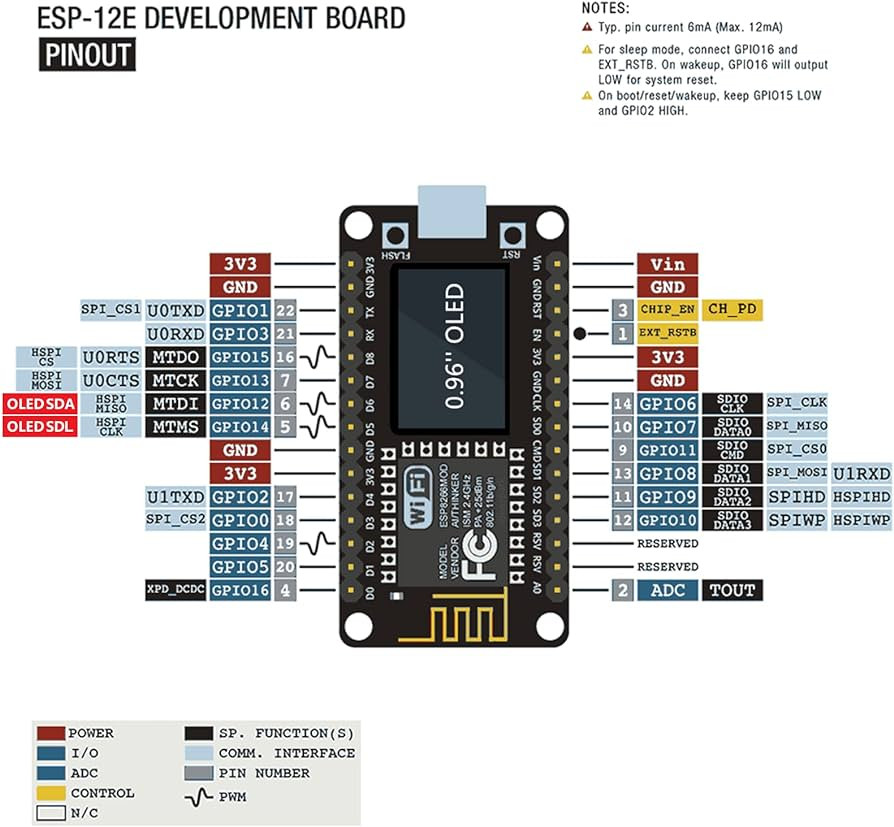 ESP-12E DEVELOPMENT BOARD
PINOUT
NOTES:
Typ. pin current 6mA (Max. 12mA)
For sleep mode, connect GPIO16 and
EXT_RSTB. On wakeup, GPIO16 will output
LOW for system reset.
On boot/reset/wakeup, keep GPIO15 LOW
and GPIO2 HIGH.
FLASH
RST
3V3 3V3 Vin Vin
GND GND GND GND
SPI_CS1 U0TXD GPIO1 22 TX RST 3 CHIP_EN CH_PD
U0RXD GPIO3 21 RX EN 1 EXT_RSTB
HSPI CS U0RTS MTDO GPIO15 16 D8 3V3 3V3
HSPI MOSI U0CTS MTCK GPIO13 7 D7 GND GND
OLED SDA HSPI MISO MTDI GPIO12 6 D6 CLK 14 GPIO6 SDIO CLK SPI_CLK
OLED SDL HSPI CLK MTMS GPIO14 5 D5 SD0 10 GPIO7 SDIO DATA0 SPI_MISO
GND GND CMD 9 GPIO11 SDIO CMD SPI_CS0
3V3 3V3 SD1 13 GPIO8 SDIO DATA1 SPI_MOSI U1RXD
U1TXD GPIO2 17 D4 SD2 11 GPIO9 SDIO DATA2 SPIHD HSPIHD
SPI_CS2 GPIO0 18 D3 SD3 12 GPIO10 SDIO DATA3 SPIWP HSPIWP
GPIO4 19 D2 RSV RESERVED
GPIO5 20 D1 RSV RESERVED
XPD_DCDC GPIO16 4 D0 A0 2 ADC TOUT
0.96" OLED
WiFi
MODEL ESP8266MOD
VENDOR AITHINKER
ISM 2.4GHz
PA +25dBm
802.11b/g/n
FC
POWER
I/O
ADC
CONTROL
N/C
SP. FUNCTION(S)
COMM. INTERFACE
PIN NUMBER
PWM